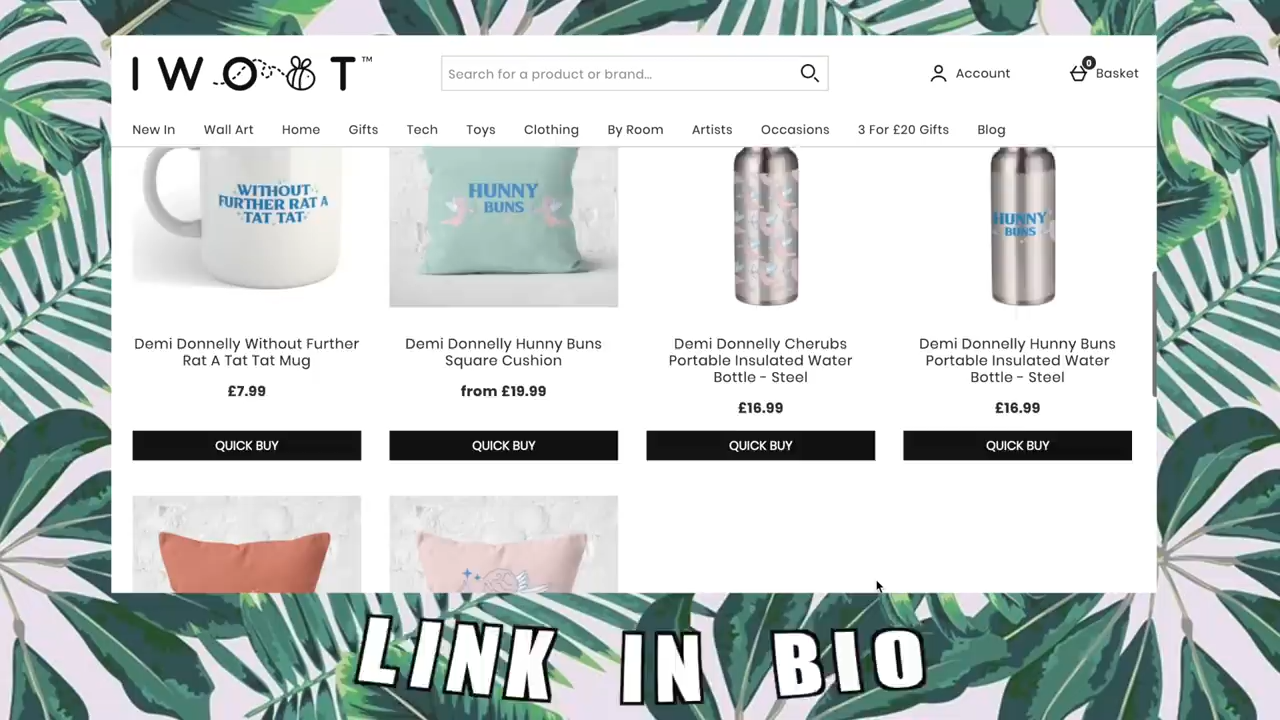 IWOOT™
Search for a product or brand...
Account
0
Basket
New In Wall Art Home Gifts Tech Toys Clothing By Room Artists Occasions 3 For £20 Gifts Blog
WITHOUT
FURTHER RAT A
TAT TAT
HUNNY
BUNS
HUNNY
BUNS
Demi Donnelly Without Further
Rat A Tat Tat Mug
£7.99
QUICK BUY
Demi Donnelly Hunny Buns
Square Cushion
from £19.99
QUICK BUY
Demi Donnelly Cherubs
Portable Insulated Water
Bottle - Steel
£16.99
QUICK BUY
Demi Donnelly Hunny Buns
Portable Insulated Water
Bottle - Steel
£16.99
QUICK BUY
LINK IN BIO